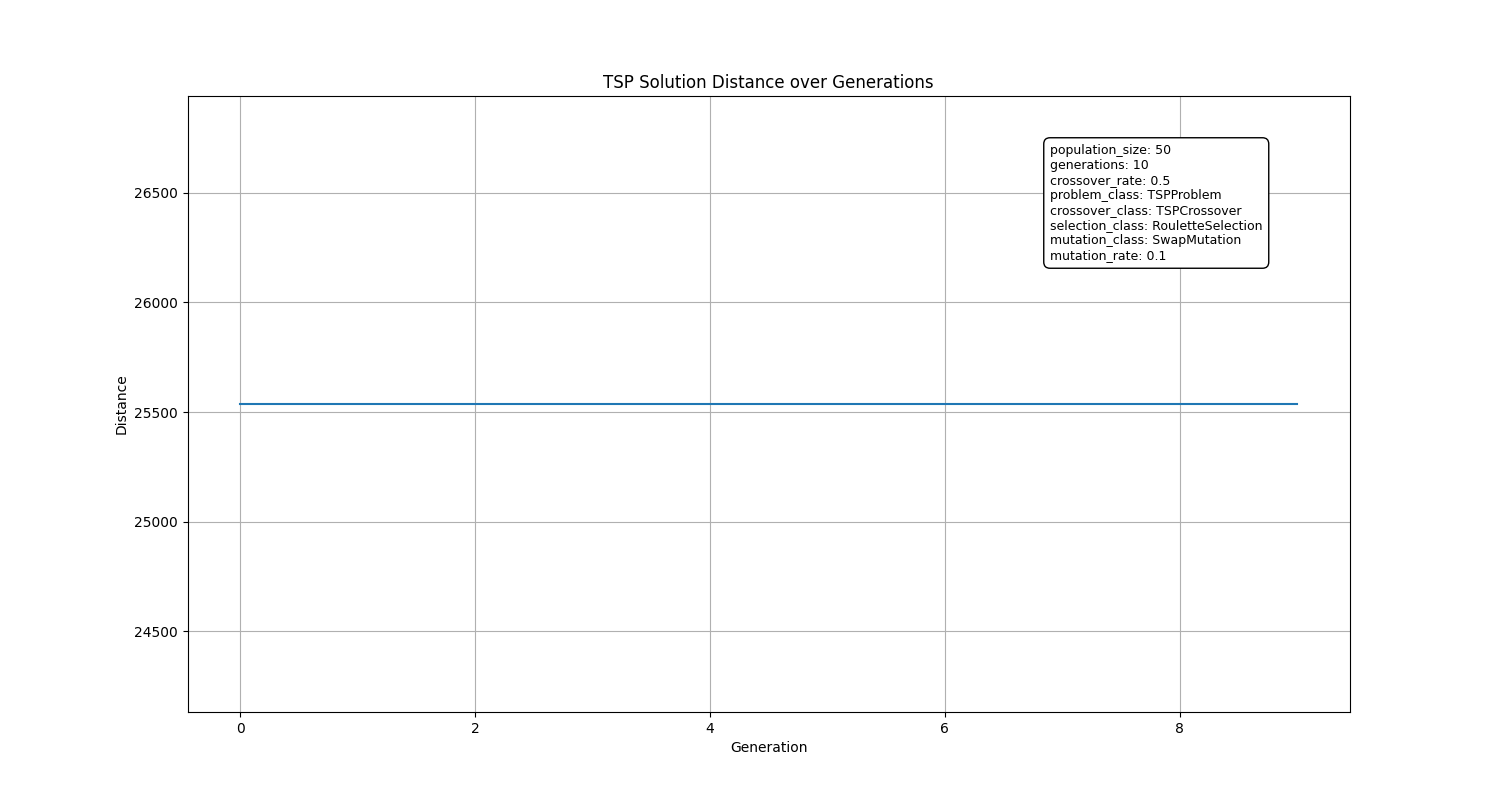 TSP Solution Distance over Generations
population_size: 50
generations: 10
crossover_rate: 0.5
problem_class: TSPProblem
crossover_class: TSPCrossover
selection_class: RouletteSelection
mutation_class: SwapMutation
mutation_rate: 0.1
26500
26000
25500
25000
24500
Distance
0 2 4 6 8
Generation